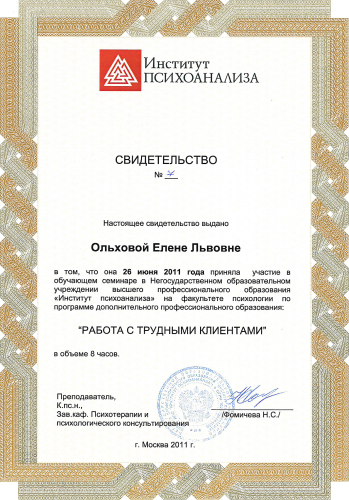 Институт
ПСИХОАНАЛИЗА
СВИДЕТЕЛЬСТВО
№ 7
Настоящее свидетельство выдано
Ольховой Елене Львовне
в том, что она 26 июня 2011 года приняла участие в
обучающем семинаре в Негосударственном образовательном
учреждении высшего профессионального образования
«Институт психоанализа» на факультете психологии по
программе дополнительного профессионального образования:
"РАБОТА С ТРУДНЫМИ КЛИЕНТАМИ"
в объеме 8 часов.
Преподаватель,
К.пс.н.,
Зав.каф. Психотерапии и
психологического консультирования
/Фомичева Н.С./
г. Москва 2011 г.